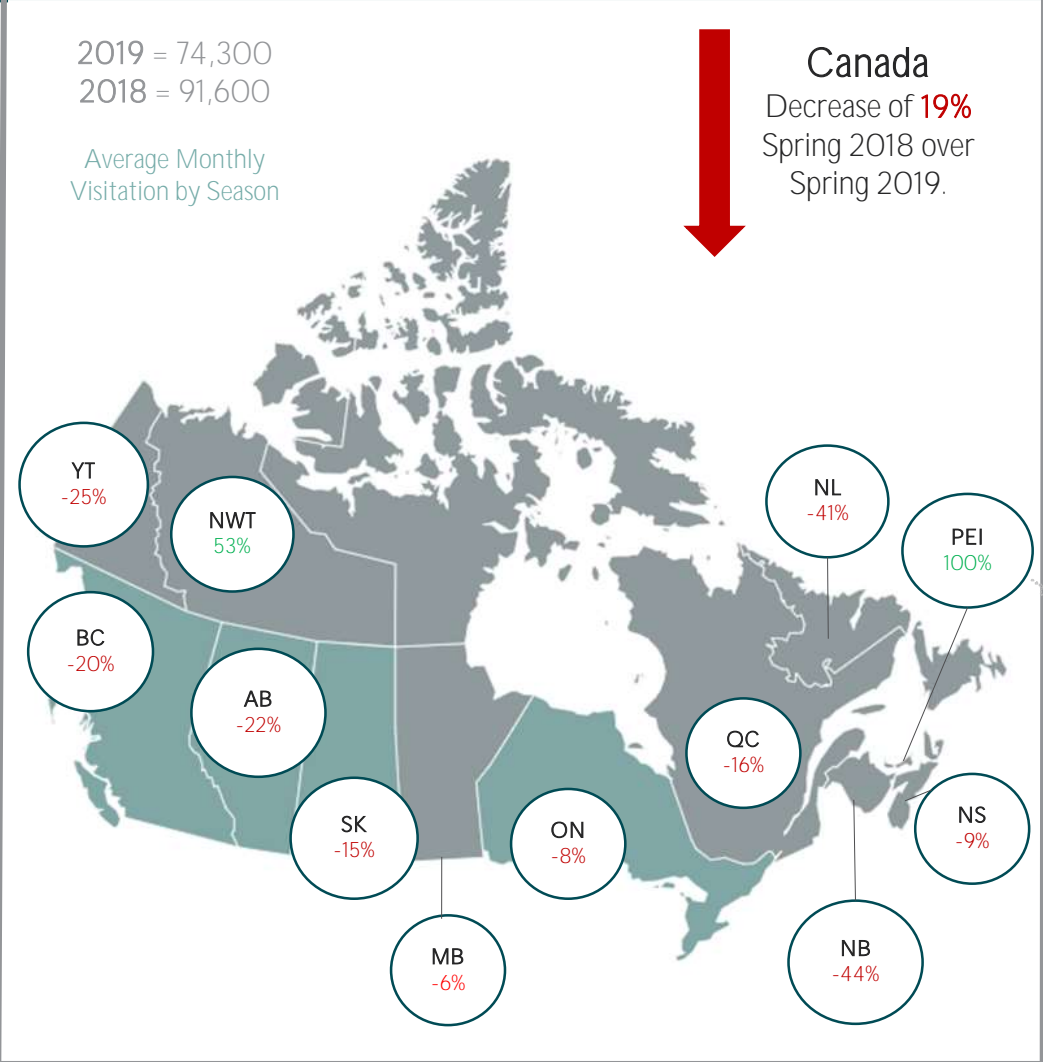 2019 = 74,300
2018 = 91,600
Average Monthly
Visitation by Season
Canada
Decrease of 19%
Spring 2018 over
Spring 2019.
YT
-25%
NWT
53%
NL
-41%
PEI
100%
BC
-20%
AB
-22%
QC
-16%
SK
-15%
ON
-8%
NS
-9%
MB
-6%
NB
-44%